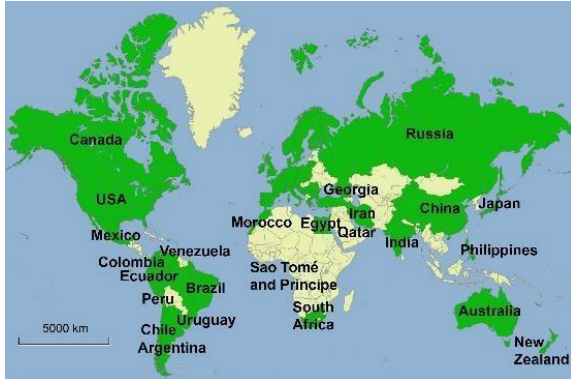 Canada
Russia
USA
Georgia
China
Japan
Mexico
Morocco
Egypt
Iran
Qatar
India
Philippines
Venezuela
Colombia
Ecuador
Brazil
Sao Tomé
and Principe
Peru
Uruguay
South
Africa
Australia
Chile
Argentina
New
Zealand
5000 km